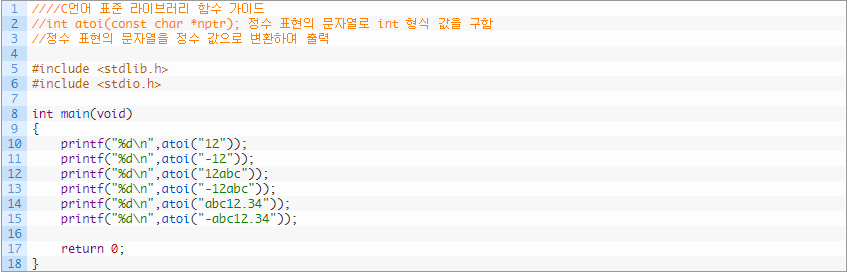 1 ////C언어 표준 라이브러리 함수 가이드
2 //int atoi(const char *nptr); 정수 표현의 문자열로 int 형식 값을 구함
3 //정수 표현의 문자열을 정수 값으로 변환하여 출력
4
5 #include <stdlib.h>
6 #include <stdio.h>
7
8 int main(void)
9 {
10     printf("%d\n",atoi("12"));
11     printf("%d\n",atoi("-12"));
12     printf("%d\n",atoi("12abc"));
13     printf("%d\n",atoi("-12abc"));
14     printf("%d\n",atoi("abc12.34"));
15     printf("%d\n",atoi("-abc12.34"));
16
17     return 0;
18 }